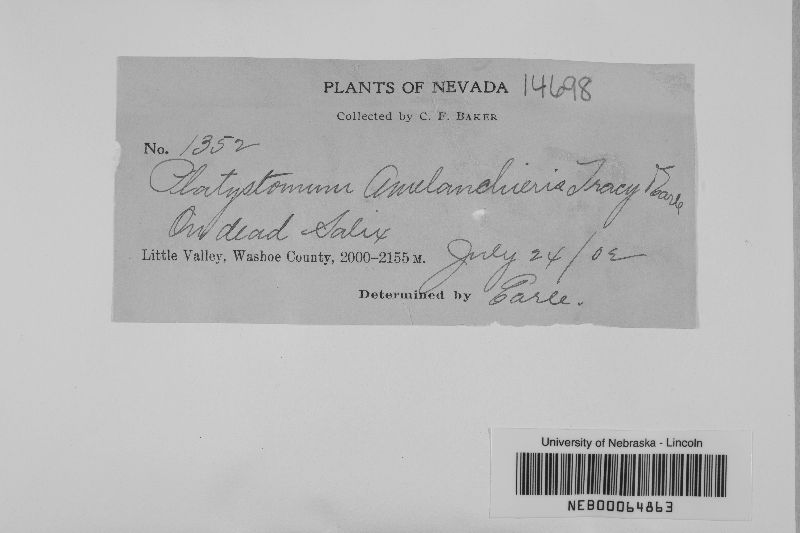 PLANTS OF NEVADA 14698
Collected by C. F. BAKER
No. 1352
Platystomum Amelanchieris Tracy & Earle
On dead Salix
Little Valley, Washoe County, 2000-2155 M. July 24/02
Determined by Earle.
University of Nebraska - Lincoln
NEB00064863